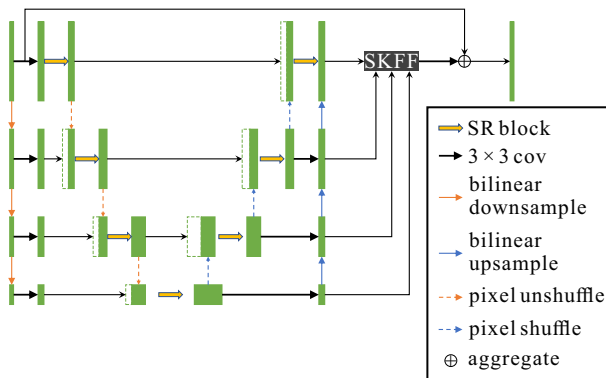 SKFF
SR block
3 × 3 cov
bilinear
downsample
bilinear
upsample
pixel unshuffle
pixel shuffle
aggregate